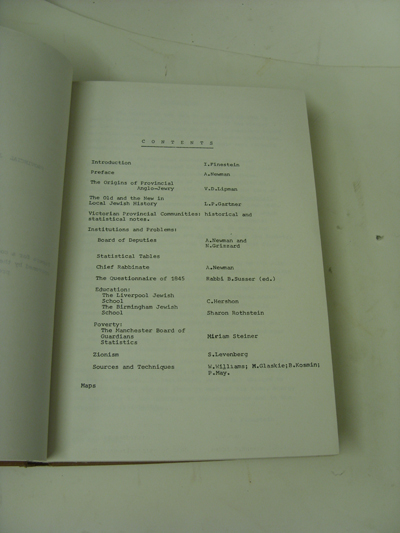 CONTENTS
Introduction I.Finestein
Preface A.Newman
The Origins of Provincial
Anglo-Jewry V.D.Lipman
The Old and the New in
Local Jewish History L.P.Gartner
Victorian Provincial Communities: historical and
statistical notes.
Institutions and Problems:
Board of Deputies A.Newman and
N.Grizzard
Statistical Tables
Chief Rabbinate A.Newman
The Questionnaire of 1845 Rabbi B.Susser (ed.)
Education:
The Liverpool Jewish
School C.Hershon
The Birmingham Jewish
School Sharon Rothstein
Poverty:
The Manchester Board of
Guardians Miriam Steiner
Statistics
Zionism S.Levenberg
Sources and Techniques W.Williams; M.Glaskie;B.Kosmin;
P.May.
Maps